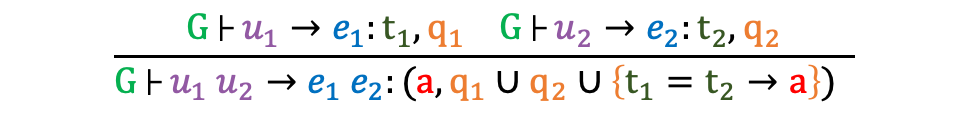 G ⊢ u₁ → e₁: t₁, q₁ G ⊢ u₂ → e₂: t₂, q₂
G ⊢ u₁ u₂ → e₁ e₂: (a, q₁ ∪ q₂ ∪ {t₁ = t₂ → a})